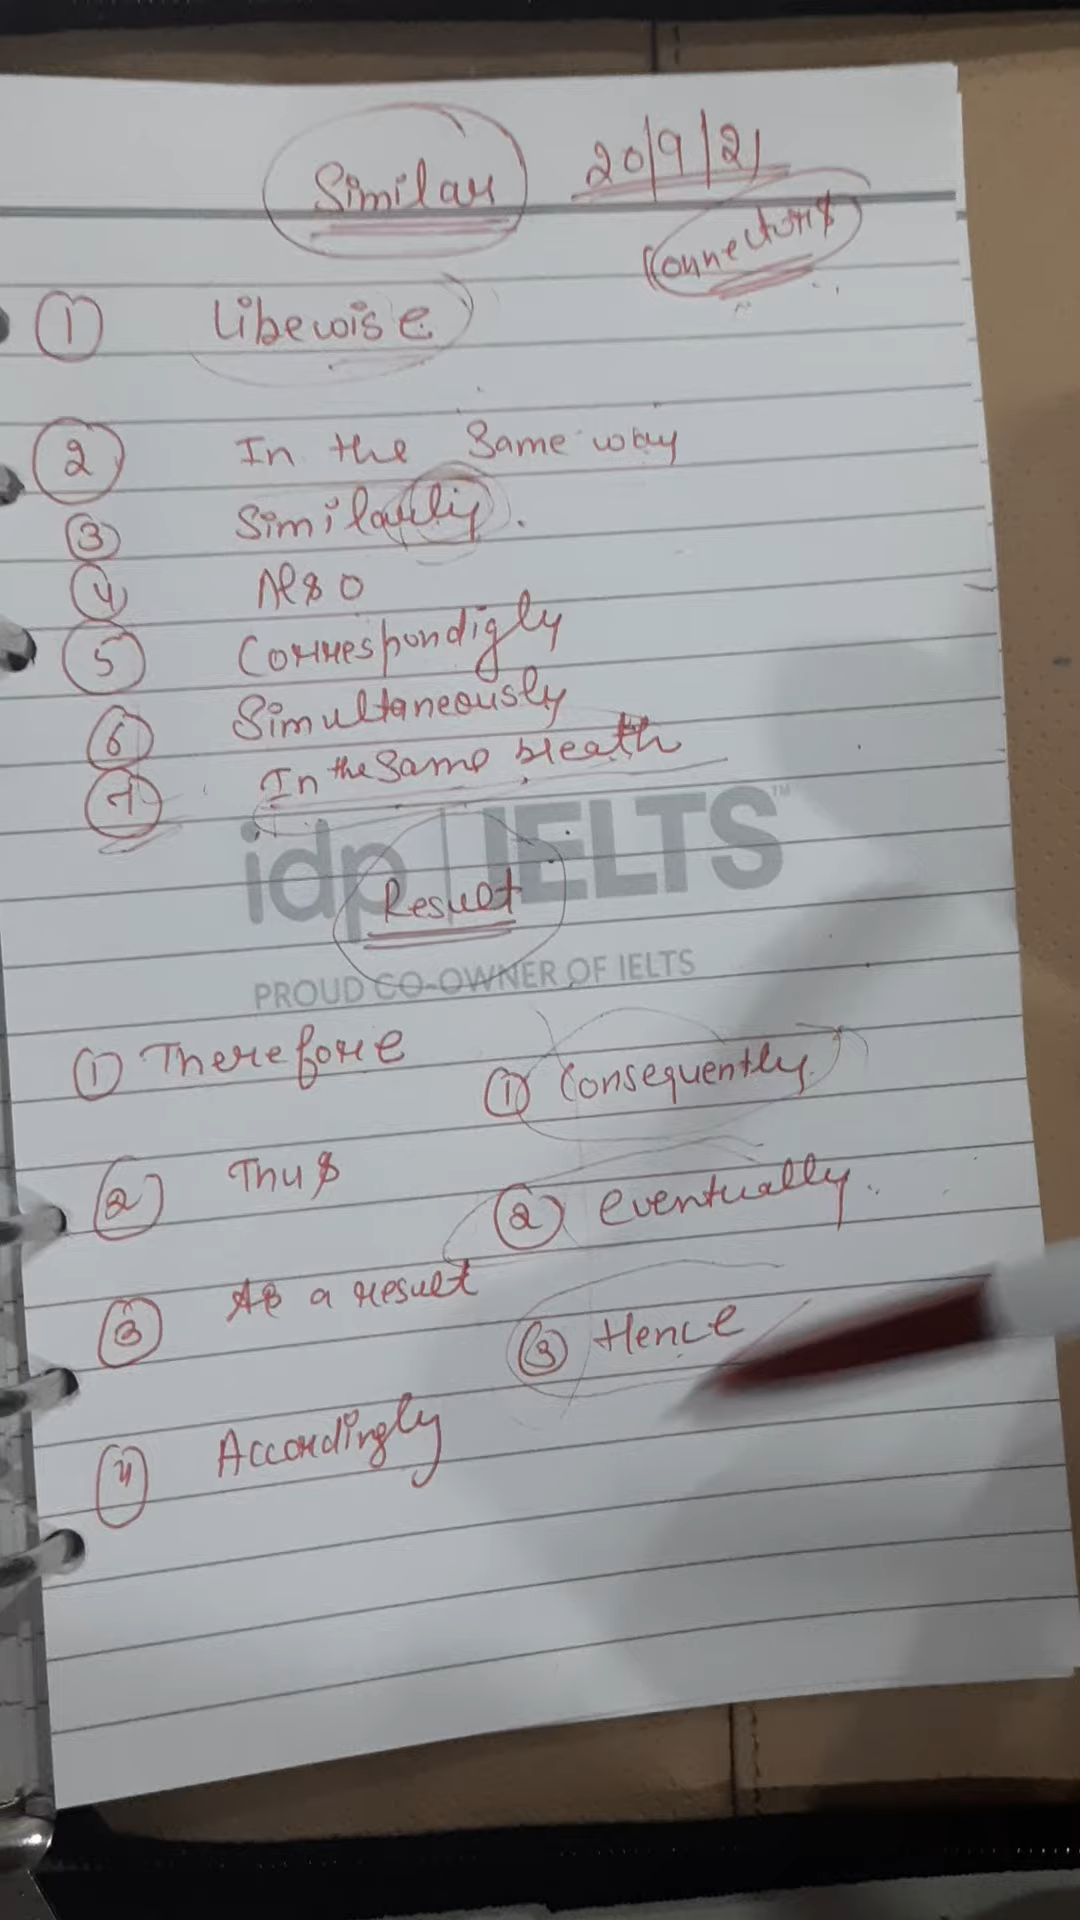 Similar 20/9/21
Connectors
1 Likewise
2 In the same way
3 Similarly.
4 Also
5 Correspondigly
6 Simultaneously
7 In the same breath
idp IELTS™
Result
PROUD CO-OWNER OF IELTS
1 Therefore
1 Consequently.
2 Thus
2 eventually..
3 As a result
3 Hence
4 Accordingly